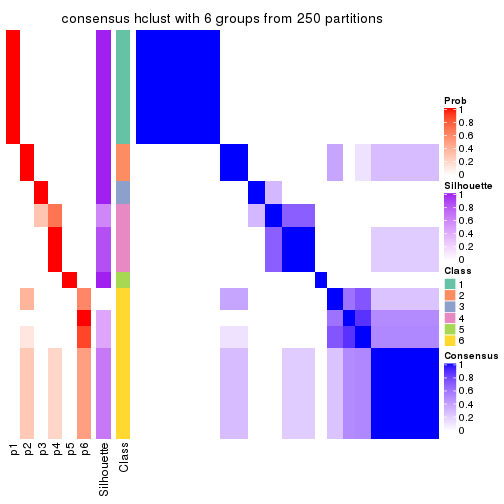 consensus hclust with 6 groups from 250 partitions
Prob
1
0.8
0.6
0.4
0.2
0
Silhouette
1
0.8
0.6
0.4
0.2
0
Class
1
2
3
4
5
6
Consensus
1
0.8
0.6
0.4
0.2
0
p1
p2
p3
p4
p5
p6
Silhouette
Class